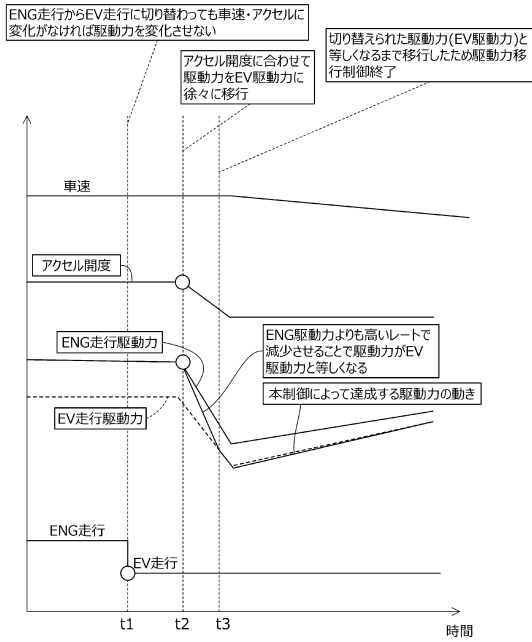 ENG走行からEV走行に切り替わっても車速・アクセルに
変化がなければ駆動力を変化させない
アクセル開度に合わせて
駆動力をEV駆動力に
徐々に移行
切り替えられた駆動力(EV駆動力)と
等しくなるまで移行したため駆動力移
行制御終了
車速
アクセル開度
ENG走行駆動力
ENG駆動力よりも高いレートで
減少させることで駆動力がEV
駆動力と等しくなる
本制御によって達成する駆動力の動き
EV走行駆動力
ENG走行
EV走行
t1
t2
t3
時間